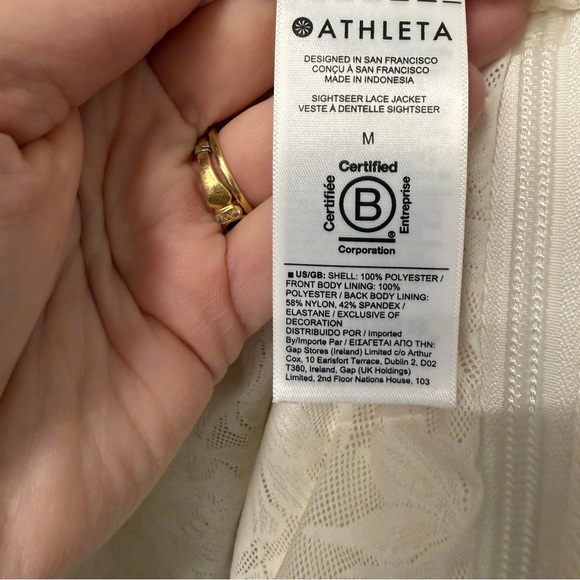 ATHLETA
DESIGNED IN SAN FRANCISCO
CONÇU À SAN FRANCISCO
MADE IN INDONESIA
SIGHTSEER LACE JACKET
VESTE À DENTELLE SIGHTSEER
M
Certified
Certifiée
B
Entreprise
®
Corporation
■ US/GB: SHELL: 100% POLYESTER /
FRONT BODY LINING: 100%
POLYESTER / BACK BODY LINING:
58% NYLON, 42% SPANDEX /
ELASTANE / EXCLUSIVE OF
DECORATION
DISTRIBUIDO POR / Imported
By/Importe Par / ΕΙΣΑΓΕΤΑΙ ΑΠΟ ΤΗΝ:
Gap Stores (Ireland) Limited c/o Arthur
Cox, 10 Earlsfort Terrace, Dublin 2, D02
T380, Ireland, Gap (UK Holdings)
Limited, 2nd Floor Nations House, 103